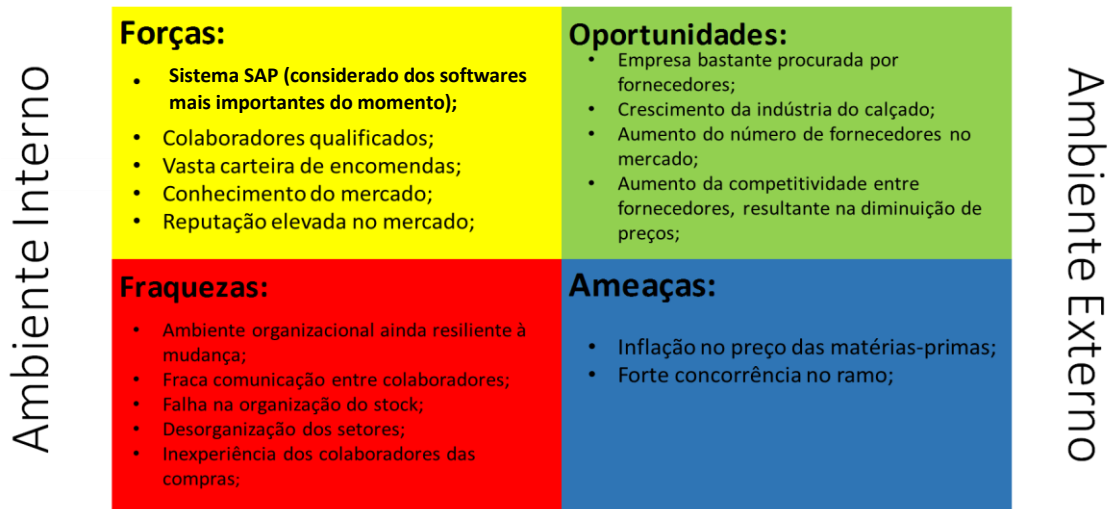 Ambiente Interno
Forças:
• Sistema SAP (considerado dos softwares
mais importantes do momento);
• Colaboradores qualificados;
• Vasta carteira de encomendas;
• Conhecimento do mercado;
• Reputação elevada no mercado;
Oportunidades:
• Empresa bastante procurada por
fornecedores;
• Crescimento da indústria do calçado;
• Aumento do número de fornecedores no
mercado;
• Aumento da competitividade entre
fornecedores, resultante na diminuição de
preços;
Fraquezas:
• Ambiente organizacional ainda resiliente à
mudança;
• Fraca comunicação entre colaboradores;
• Falha na organização do stock;
• Desorganização dos setores;
• Inexperiência dos colaboradores das
compras;
Ameaças:
• Inflação no preço das matérias-primas;
• Forte concorrência no ramo;
Ambiente Externo